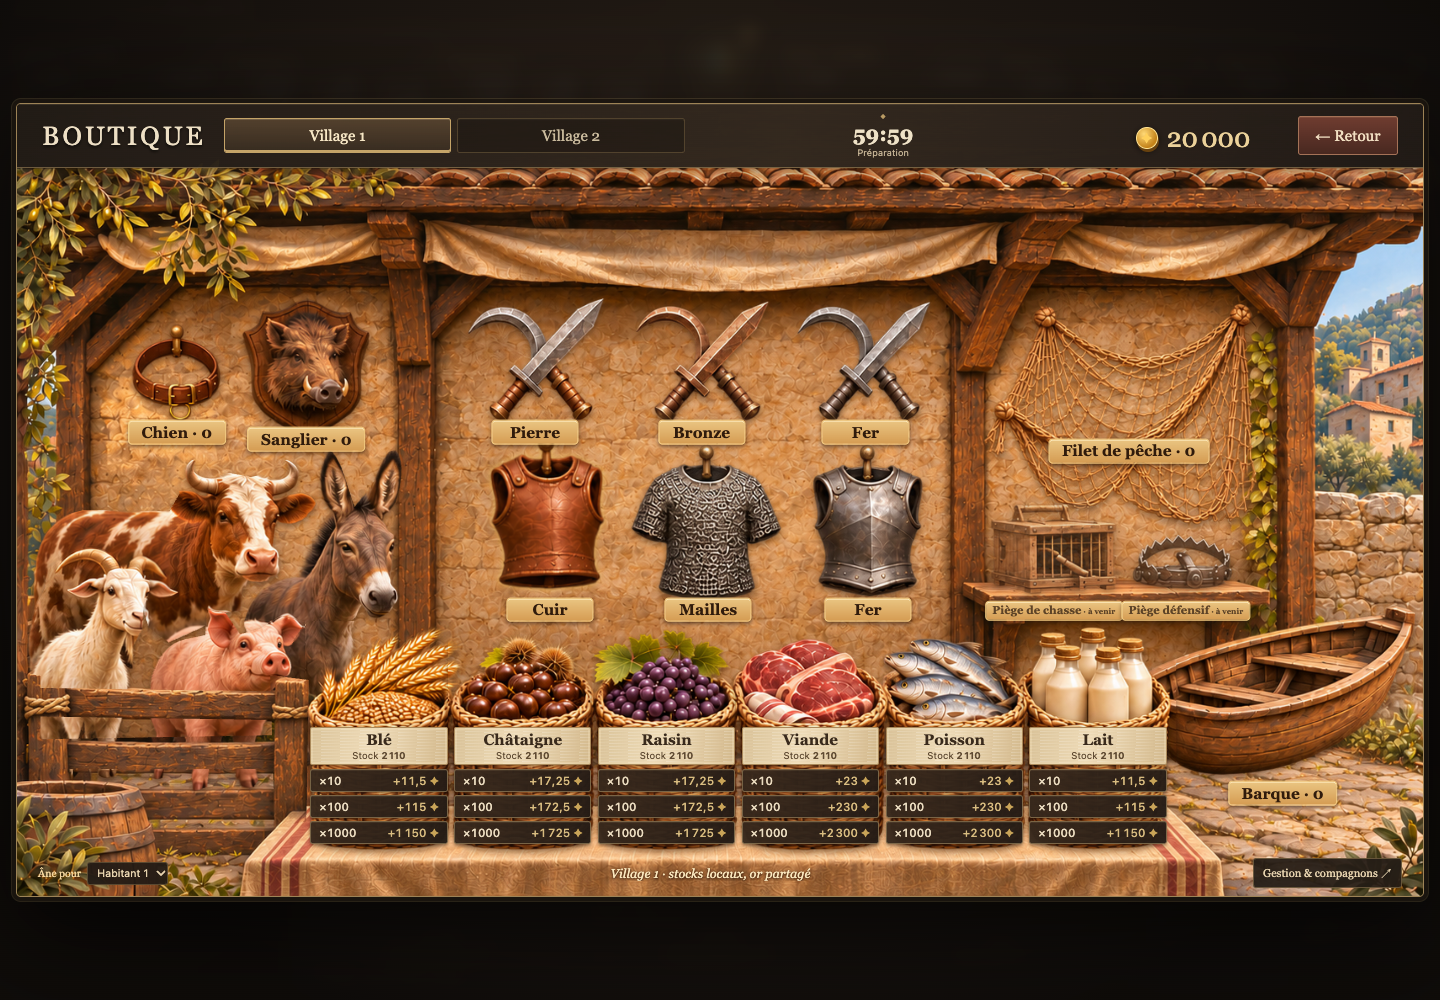 BOUTIQUE
Village 1
Village 2
59:59
Préparation
20 000
← Retour
Chien · 0
Sanglier · 0
Pierre
Bronze
Fer
Filet de pêche · 0
Cuir
Mailles
Fer
Piège de chasse · à venir
Piège défensif · à venir
Blé
Stock 2 110
×10 +11,5 ✦
×100 +115 ✦
×1000 +1 150 ✦
Châtaigne
Stock 2 110
×10 +17,25 ✦
×100 +172,5 ✦
×1000 +1 725 ✦
Raisin
Stock 2 110
×10 +17,25 ✦
×100 +172,5 ✦
×1000 +1 725 ✦
Viande
Stock 2 110
×10 +23 ✦
×100 +230 ✦
×1000 +2 300 ✦
Poisson
Stock 2 110
×10 +23 ✦
×100 +230 ✦
×1000 +2 300 ✦
Lait
Stock 2 110
×10 +11,5 ✦
×100 +115 ✦
×1000 +1 150 ✦
Barque · 0
Âne pour Habitant 1
Village 1 · stocks locaux, or partagé
Gestion & compagnons ↗